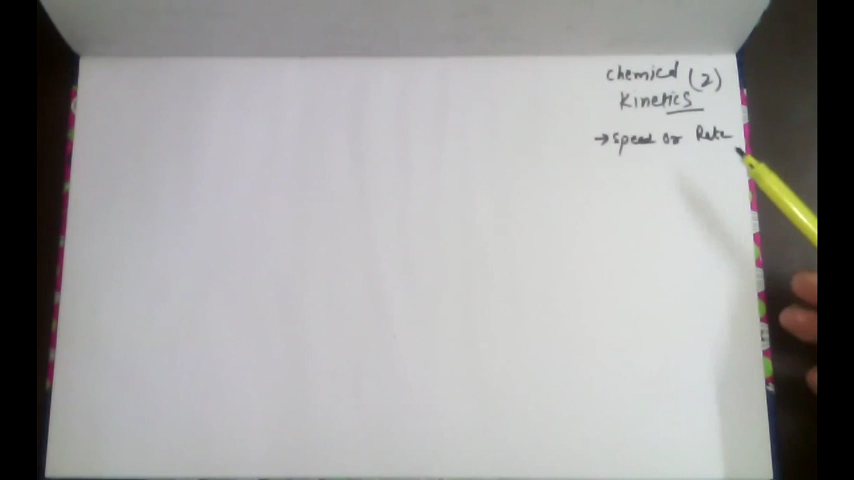 Chemical (2)
Kinetics
→ Speed or Rate